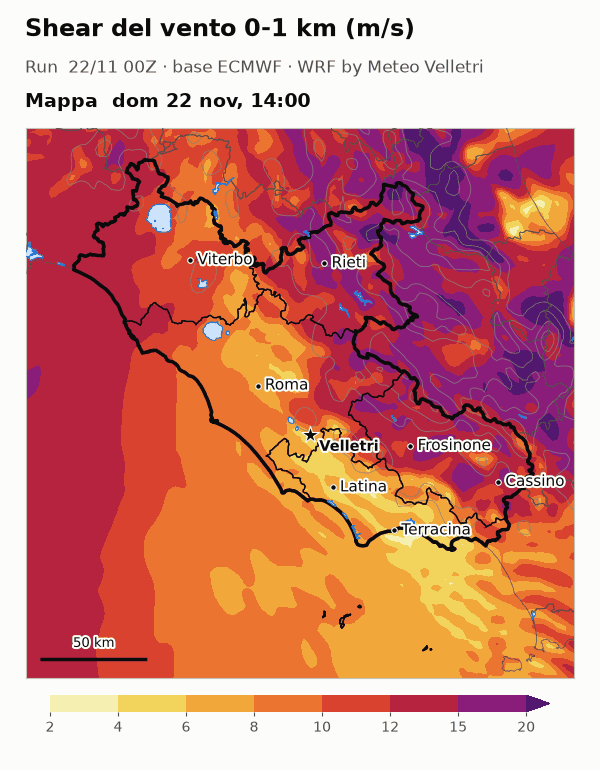 Shear del vento 0-1 km (m/s)
Run  22/11 00Z · base ECMWF · WRF by Meteo Velletri
Mappa  dom 22 nov, 14:00
Viterbo
Rieti
Roma
Velletri
Frosinone
Latina
Cassino
Terracina
50 km
2 4 6 8 10 12 15 20